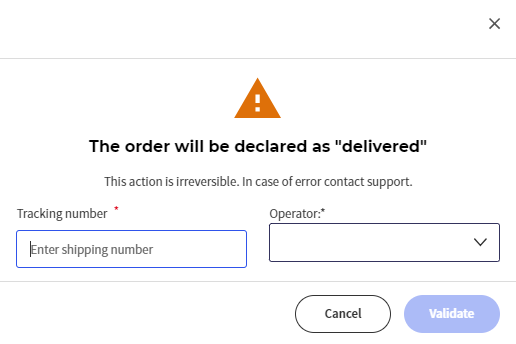 The order will be declared as "delivered"
This action is irreversible. In case of error contact support.
Tracking number *
Operator:*
Enter shipping number
Cancel
Validate